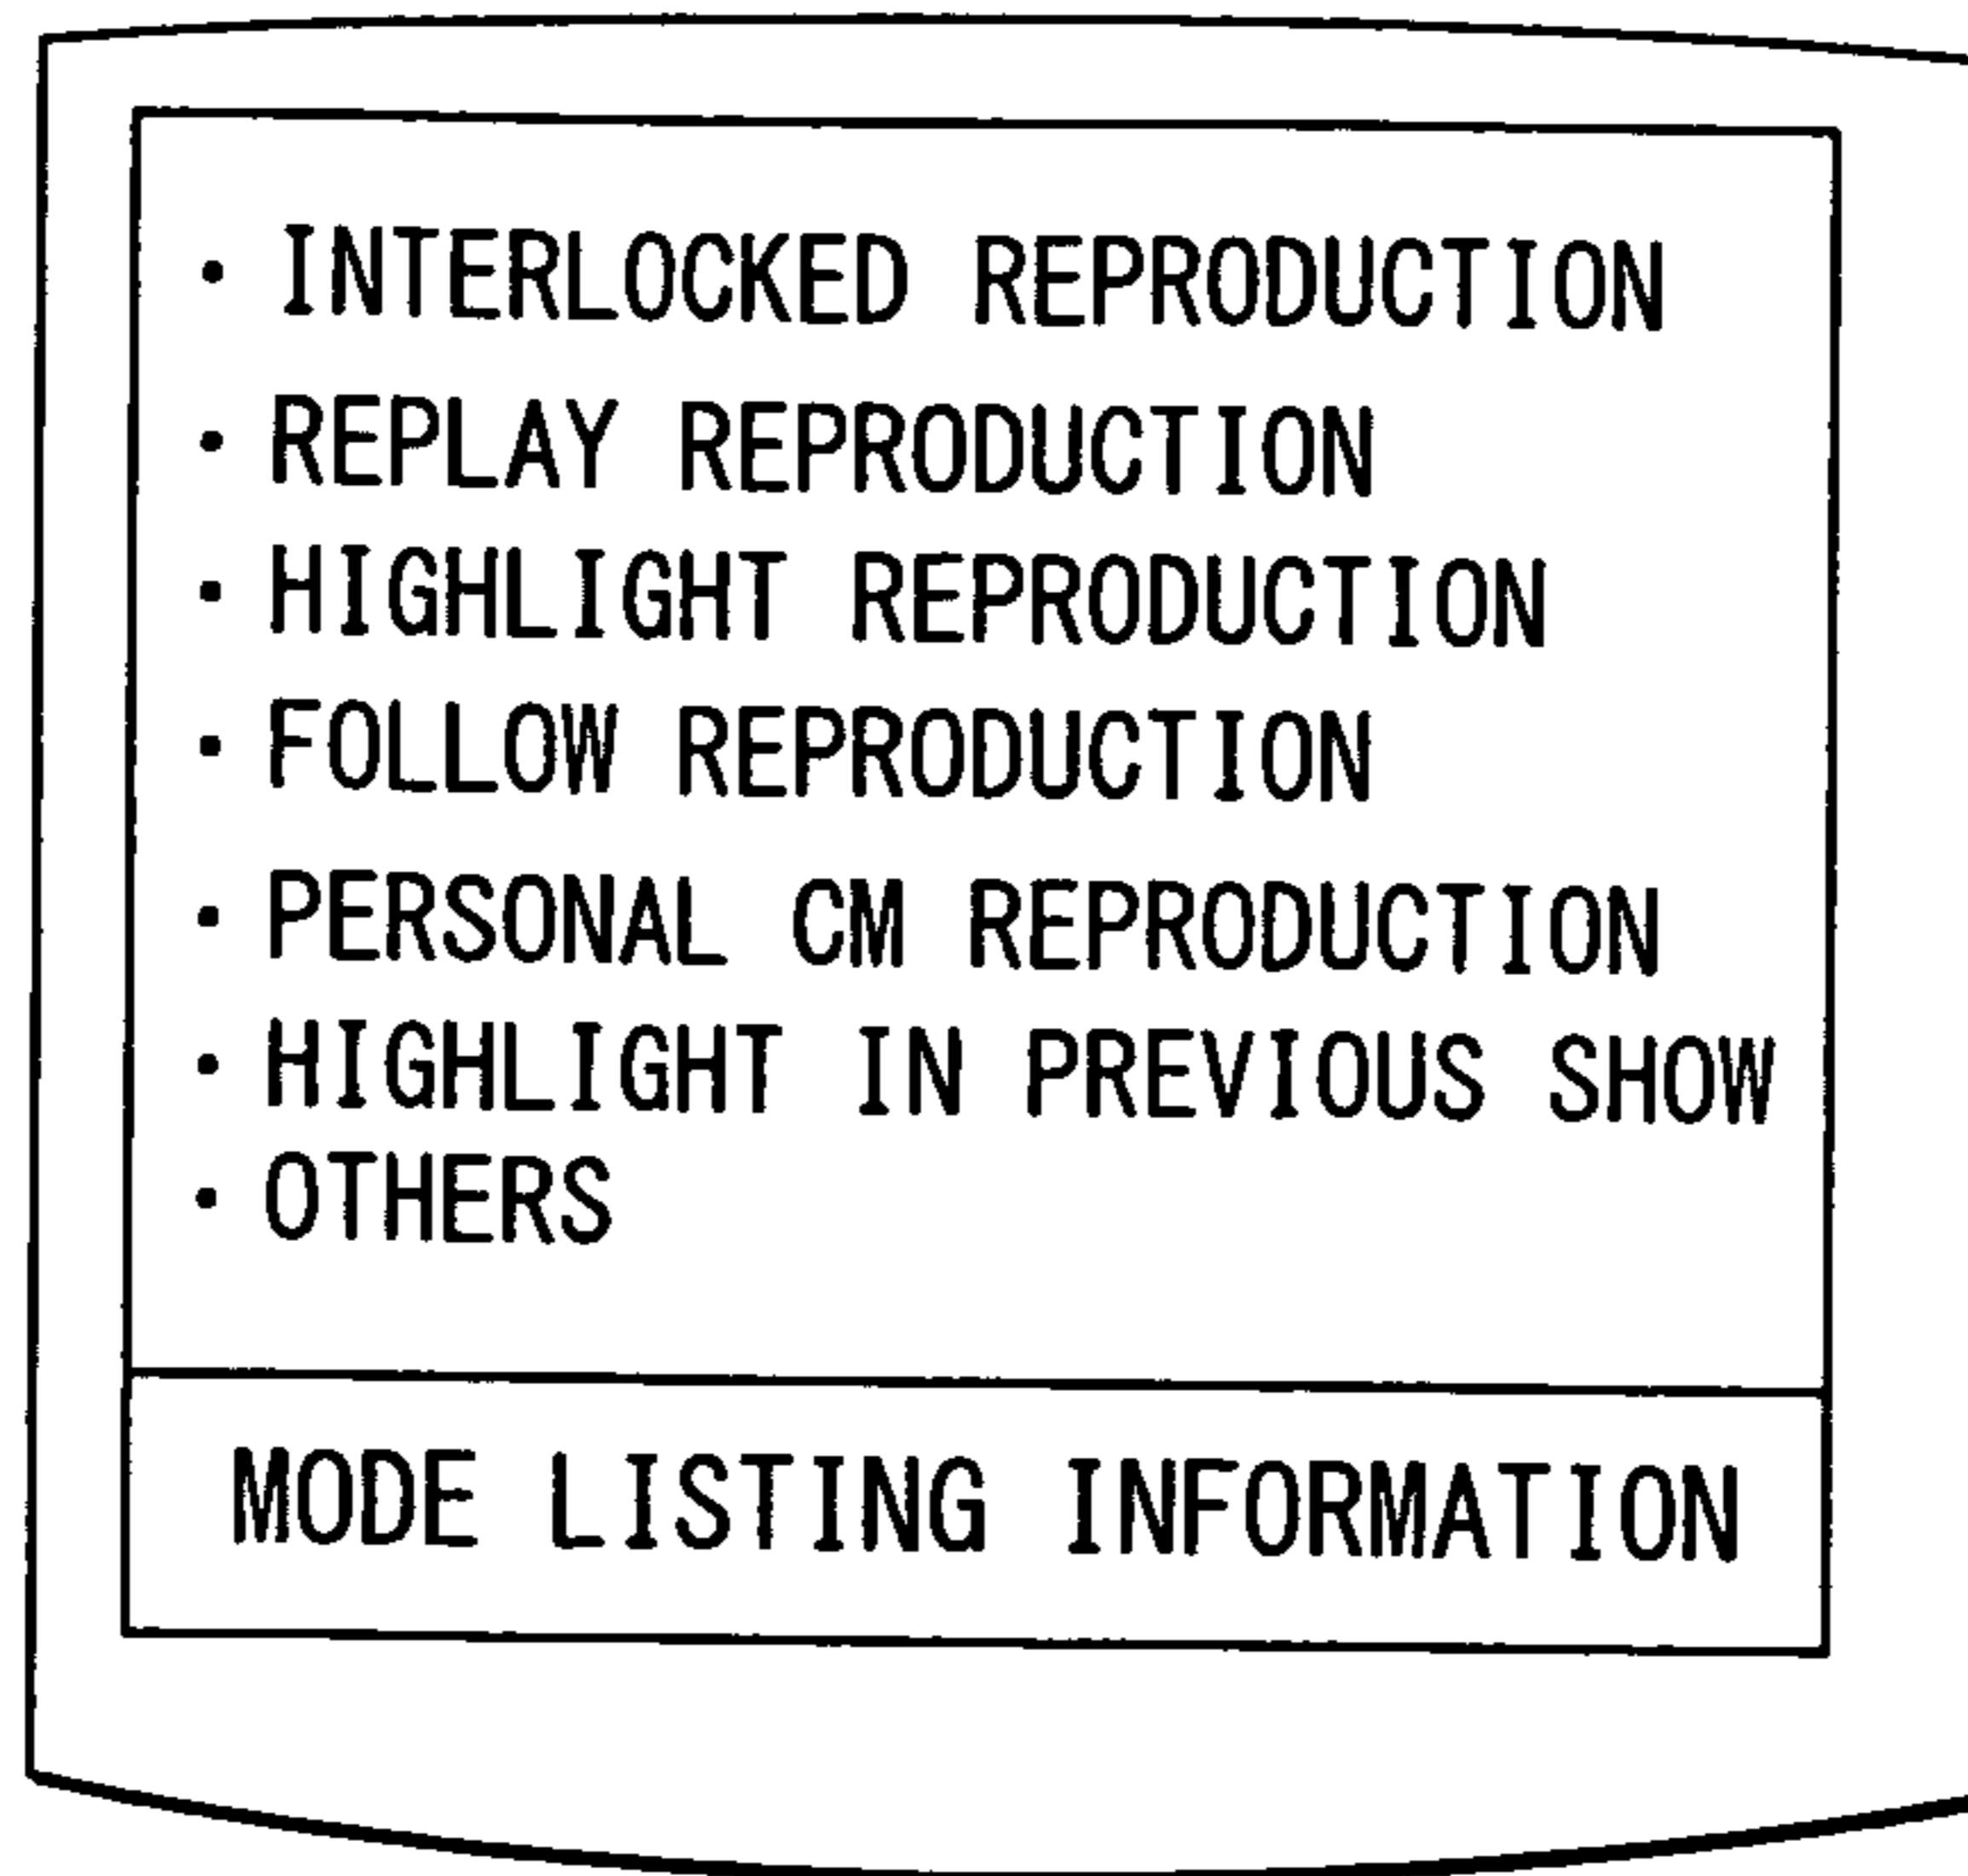 ・INTERLOCKED REPRODUCTION
・REPLAY REPRODUCTION
・HIGHLIGHT REPRODUCTION
・FOLLOW REPRODUCTION
・PERSONAL CM REPRODUCTION
・HIGHLIGHT IN PREVIOUS SHOW
・OTHERS
MODE LISTING INFORMATION